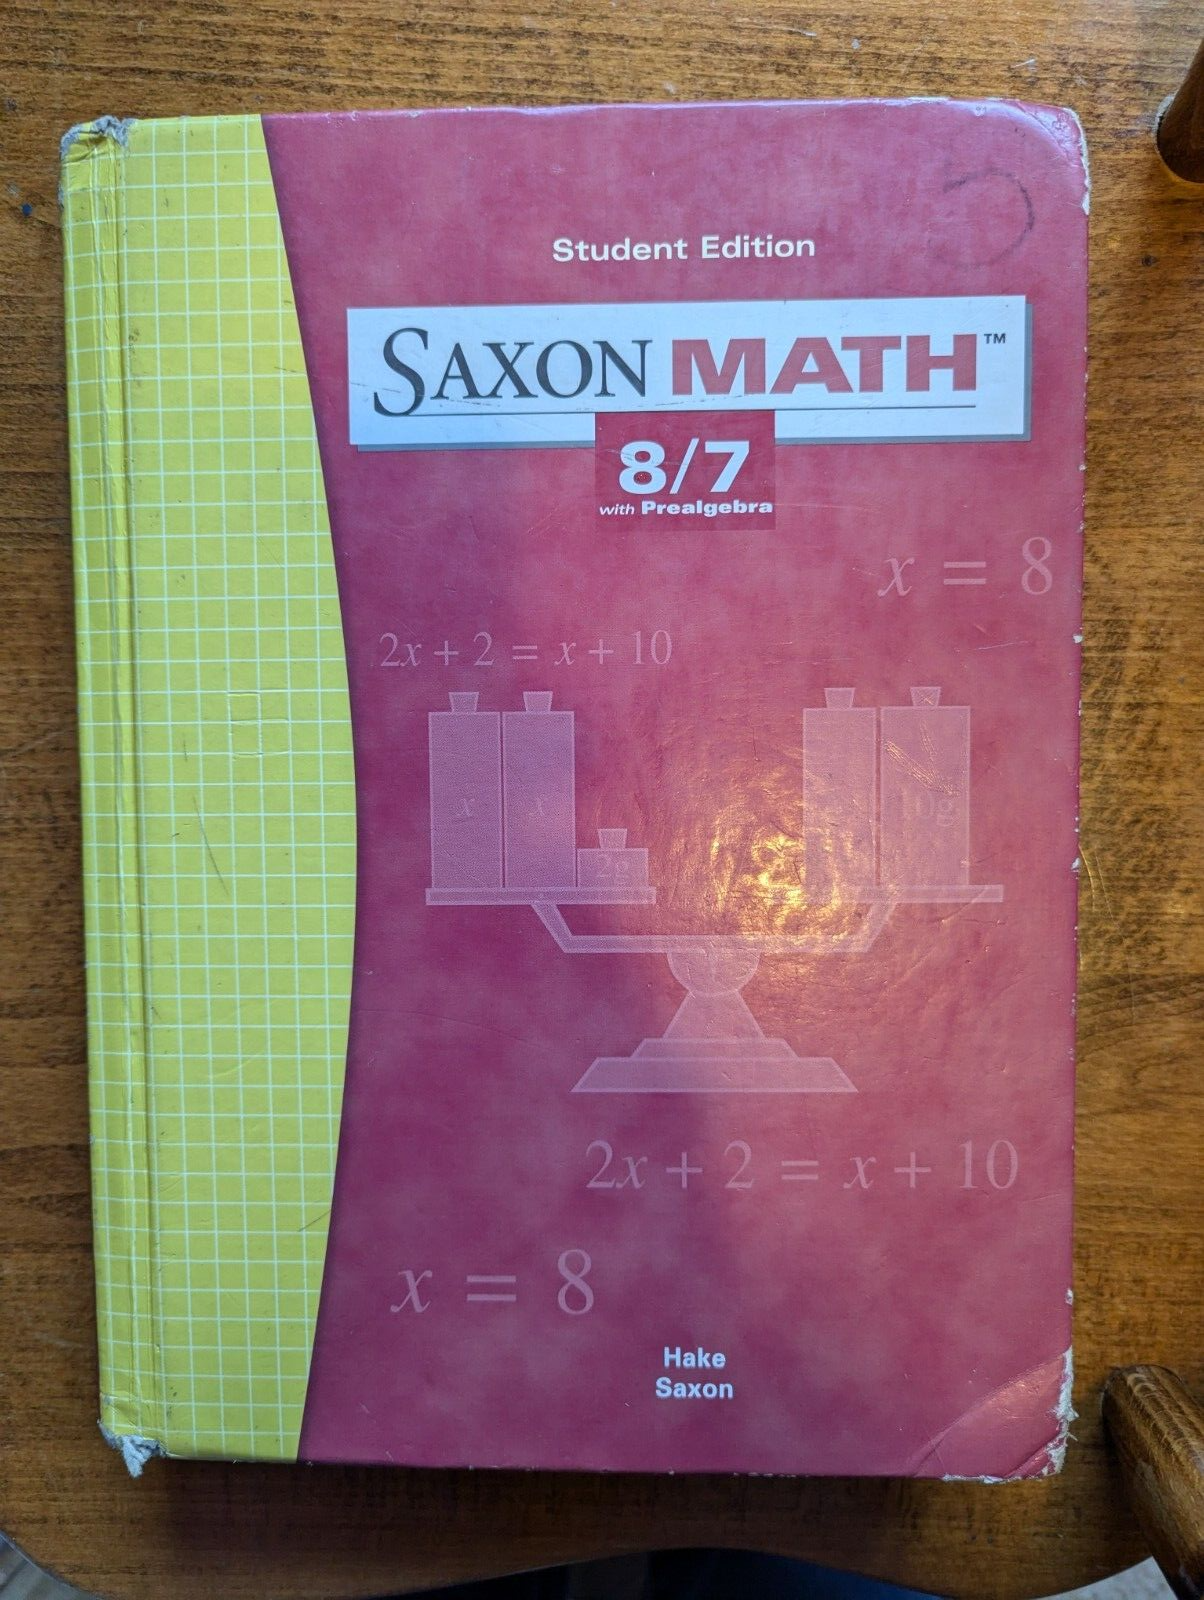 Student Edition
SAXON MATH™
8/7
with Prealgebra
x = 8
2x + 2 = x + 10
x x
2g
10g
2x + 2 = x + 10
x = 8
Hake
Saxon